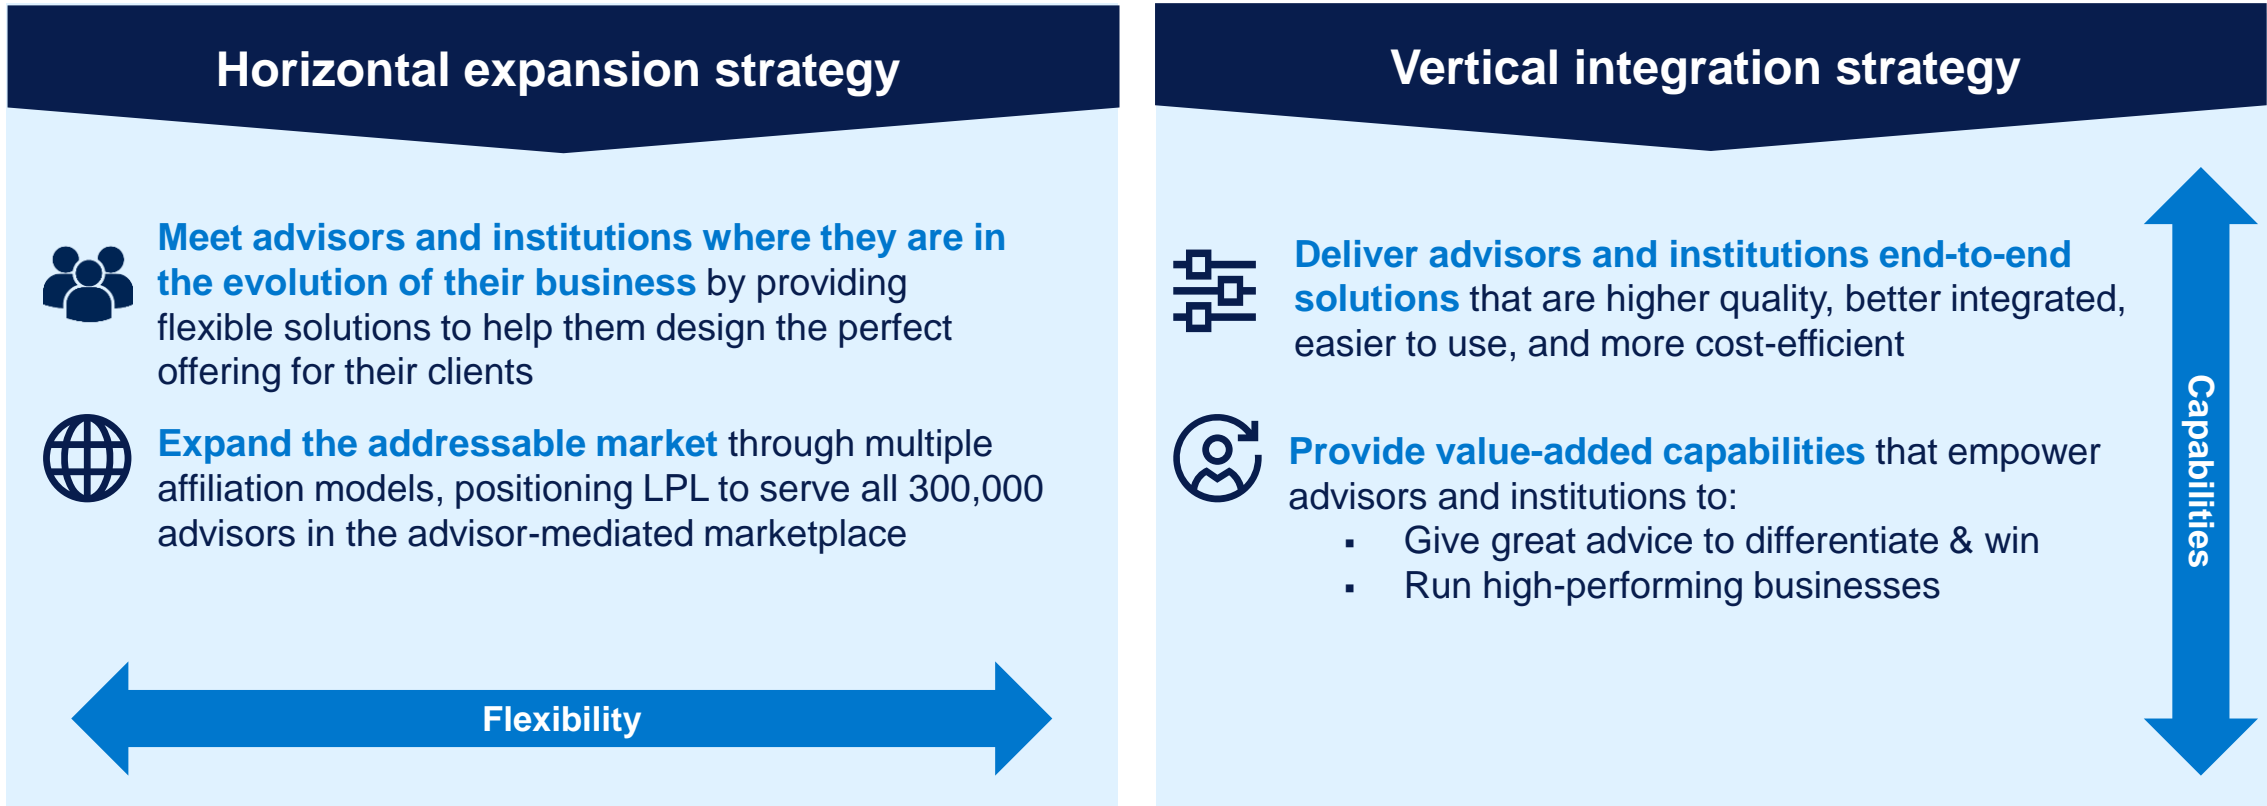 Horizontal expansion strategy
Meet advisors and institutions where they are in
the evolution of their business by providing
flexible solutions to help them design the perfect
offering for their clients
Expand the addressable market through multiple
affiliation models, positioning LPL to serve all 300,000
advisors in the advisor-mediated marketplace
Flexibility
Vertical integration strategy
Deliver advisors and institutions end-to-end
solutions that are higher quality, better integrated,
easier to use, and more cost-efficient
Provide value-added capabilities that empower
advisors and institutions to:
▪ Give great advice to differentiate & win
▪ Run high-performing businesses
Capabilities